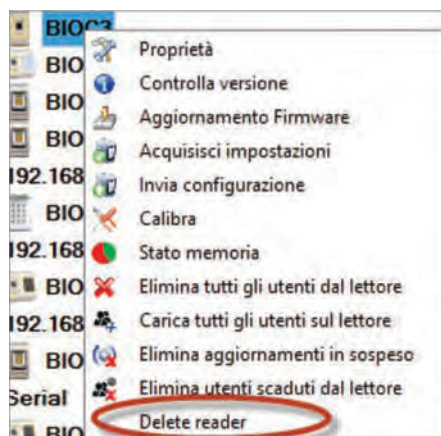 BIOC3
Proprietà
BIO
Controlla versione
BIO
Aggiornamento Firmware
BIO
Acquisisci impostazioni
192.168
Invia configurazione
BIO
Calibra
192.168
Stato memoria
BIO
Elimina tutti gli utenti dal lettore
192.168
Carica tutti gli utenti sul lettore
BIO
Elimina aggiornamenti in sospeso
Serial
Elimina utenti scaduti dal lettore
BIO
Delete reader